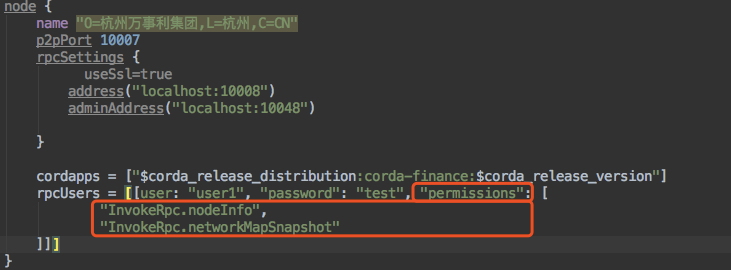 node {
name "O=杭州万事利集团,L=杭州,C=CN"
p2pPort 10007
rpcSettings {
useSsl=true
address("localhost:10008")
adminAddress("localhost:10048")
}
cordapps = ["$corda_release_distribution:corda-finance:$corda_release_version"]
rpcUsers = [[user: "user1", "password": "test", "permissions": [
"InvokeRpc.nodeInfo",
"InvokeRpc.networkMapSnapshot"
]]]
}